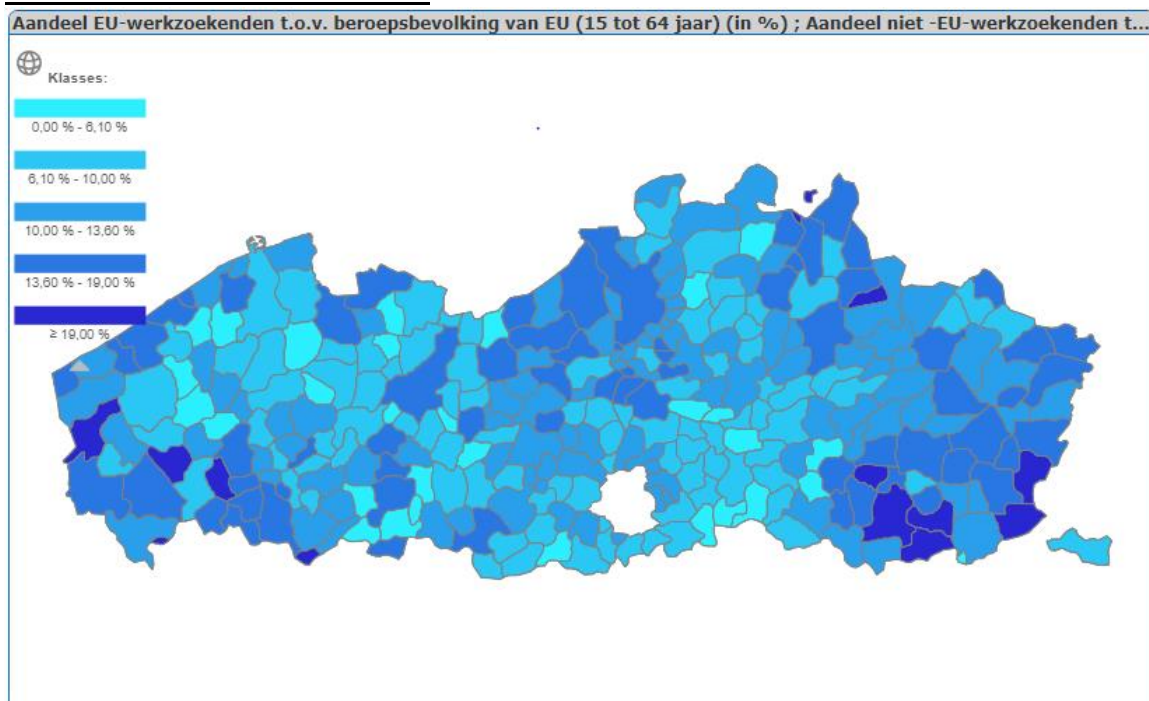 Aandeel EU-werkzoekenden t.o.v. beroepsbevolking van EU (15 tot 64 jaar) (in %) ; Aandeel niet -EU-werkzoekenden t...
Klasses:
0,00 % - 6,10 %
6,10 % - 10,00 %
10,00 % - 13,60 %
13,60 % - 19,00 %
≥ 19,00 %